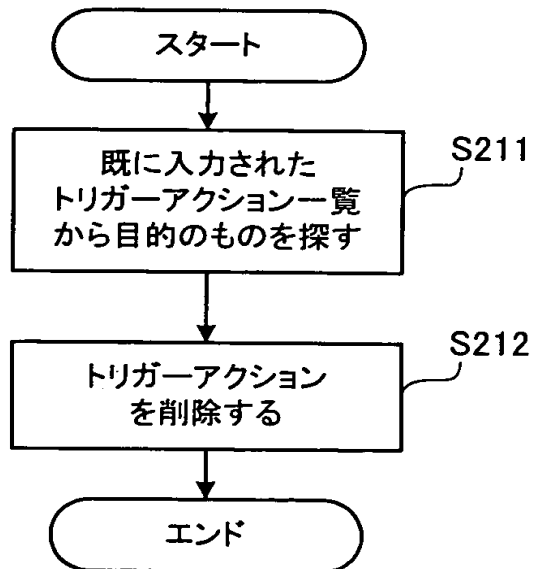 スタート
既に入力された
トリガーアクション一覧
から目的のものを探す
S211
トリガーアクション
を削除する
S212
エンド